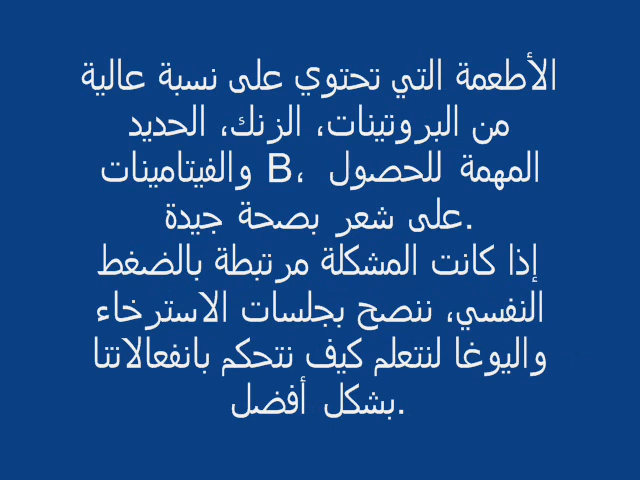 الأطعمة التي تحتوي على نسبة عالية
من البروتينات، الزنك، الحديد
والفيتامينات B، المهمة للحصول
على شعر بصحة جيدة.
إذا كانت المشكلة مرتبطة بالضغط
النفسي، ننصح بجلسات الاسترخاء
واليوغا لنتعلم كيف نتحكم بانفعالاتنا
بشكل أفضل.